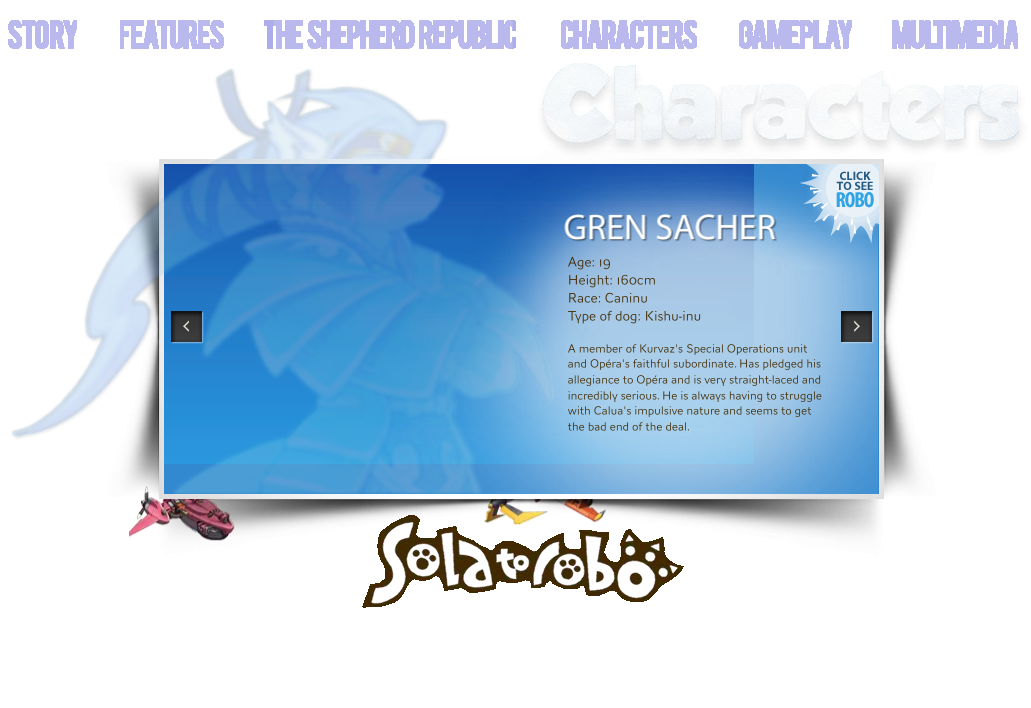 STORY FEATURES THE SHEPHERD REPUBLIC CHARACTERS GAMEPLAY MULTIMEDIA
Characters
CLICK
TO SEE
ROBO
GREN SACHER
Age: 19
Height: 160cm
Race: Caninu
Type of dog: Kishu-inu
A member of Kurvaz's Special Operations unit
and Opéra's faithful subordinate. Has pledged his
allegiance to Opéra and is very straight-laced and
incredibly serious. He is always having to struggle
with Calua's impulsive nature and seems to get
the bad end of the deal.
Solatorobo